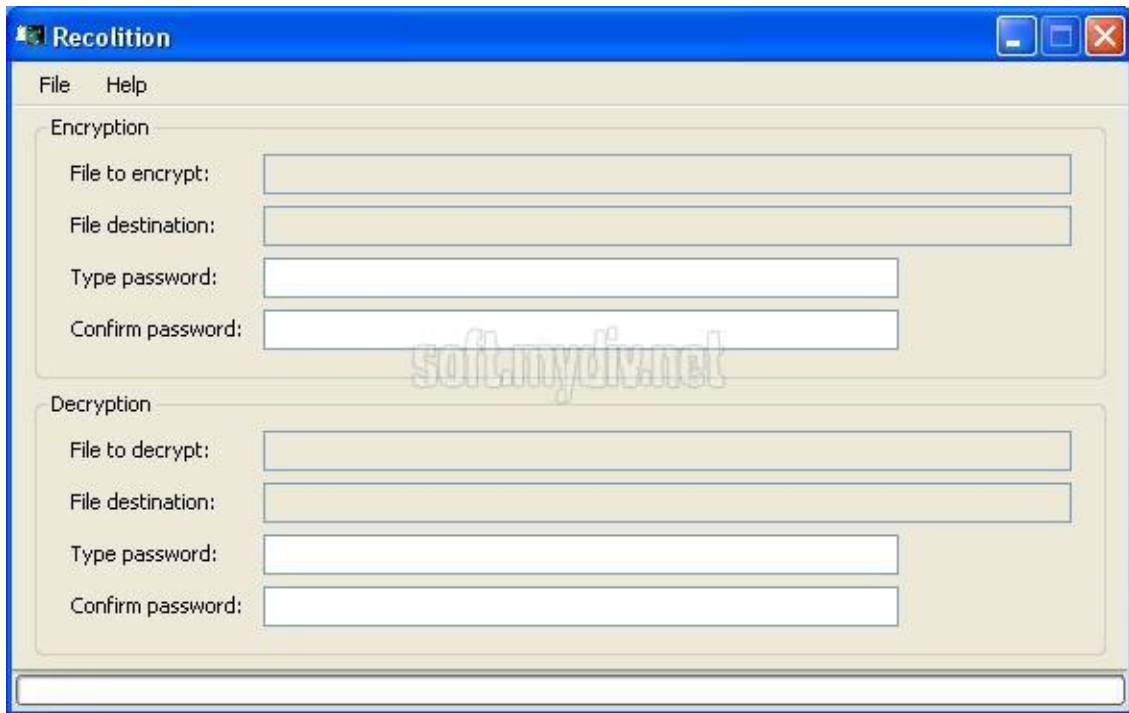 Recolition
File Help
Encryption
File to encrypt:
File destination:
Type password:
Confirm password:
soft.mydiv.net
Decryption
File to decrypt:
File destination:
Type password:
Confirm password: